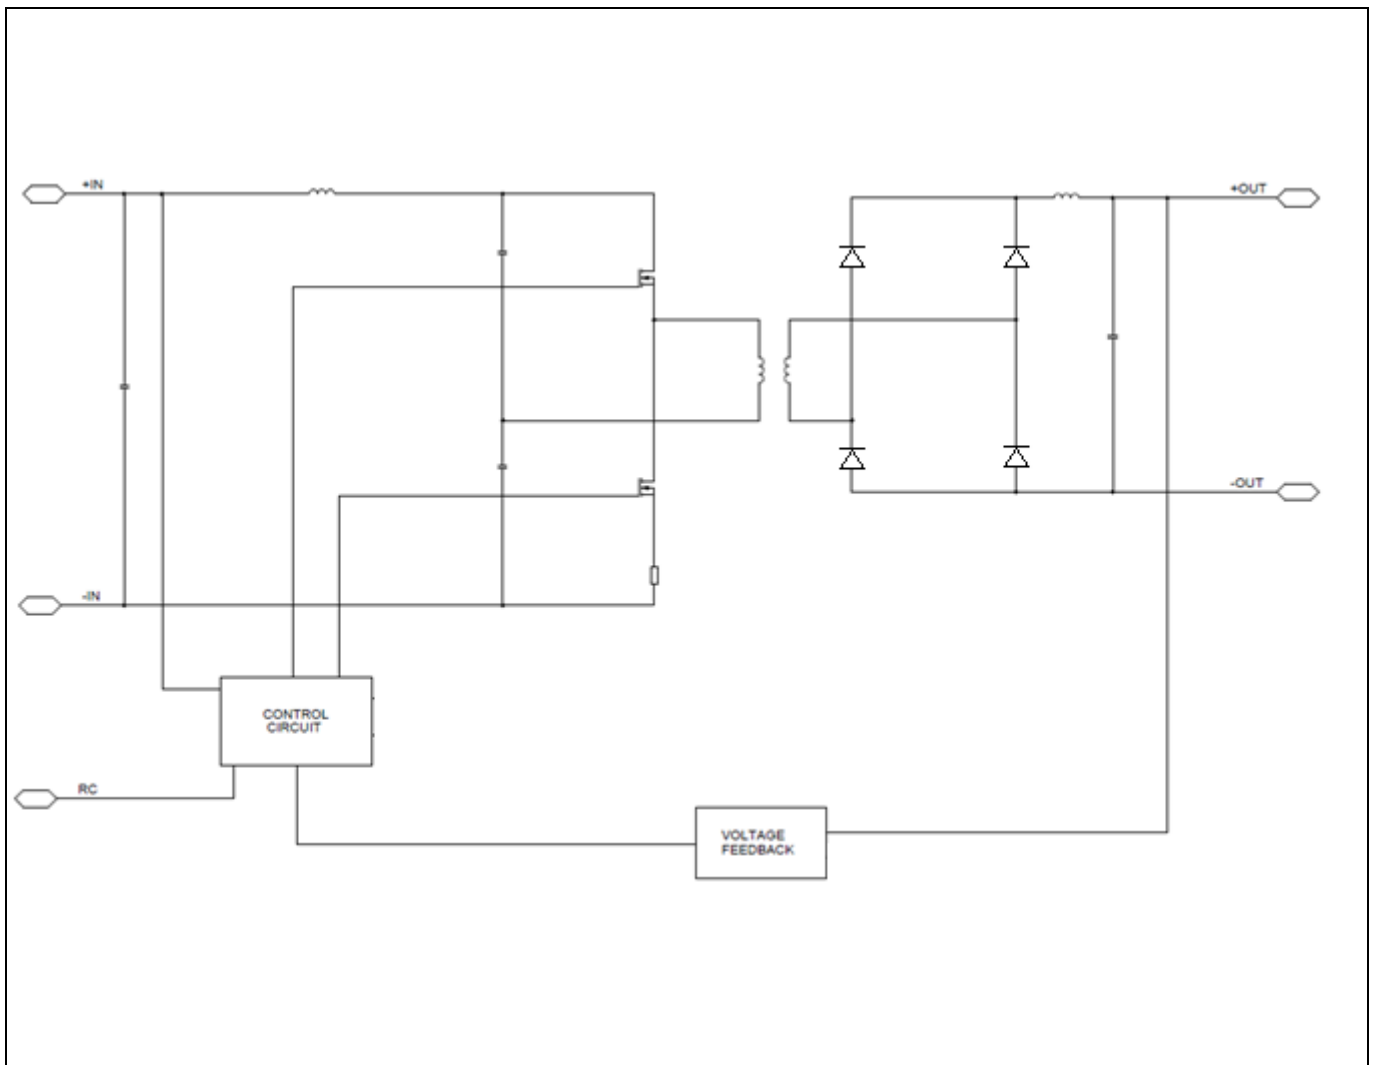 +IN
+OUT
-OUT
-IN
CONTROL
CIRCUIT
RC
VOLTAGE
FEEDBACK